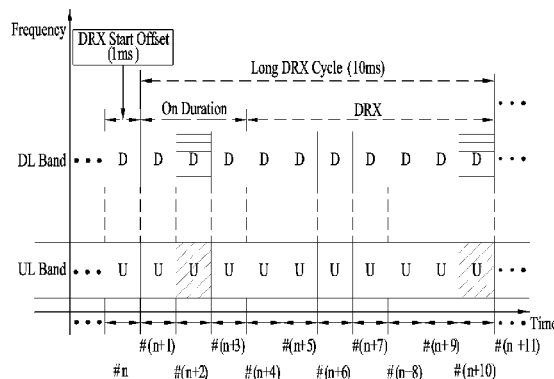 Frequency
DRX Start Offset
(1ms)
Long DRX Cycle (10ms)
On Duration
DRX
DL Band
D D D D D D D D D D D
UL Band
U U U U U U U U U U U
Time
#(n+1) #(n+3) #(n+5) #(n+7) #(n+9) #(n +11)
#n #(n+2) #(n+4) #(n+6) #(n−8) #(n+10)